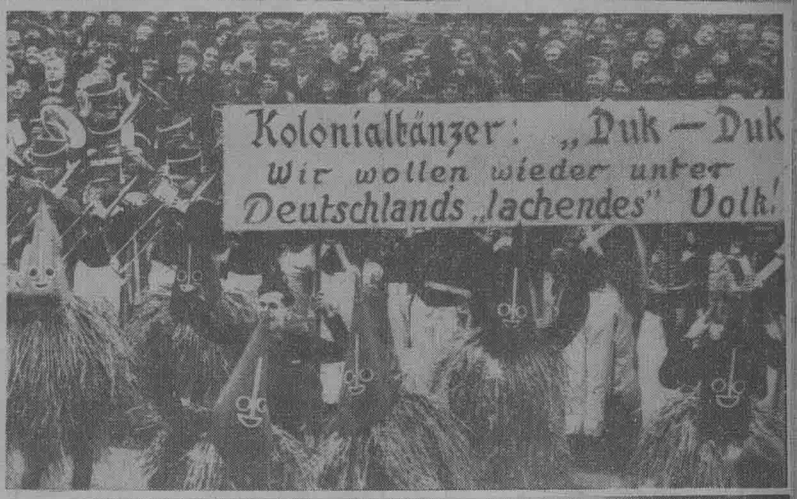 Kolonialtänzer: „Duk – Duk
Wir wollen wieder unter
Deutschlands „lachendes" Volk!